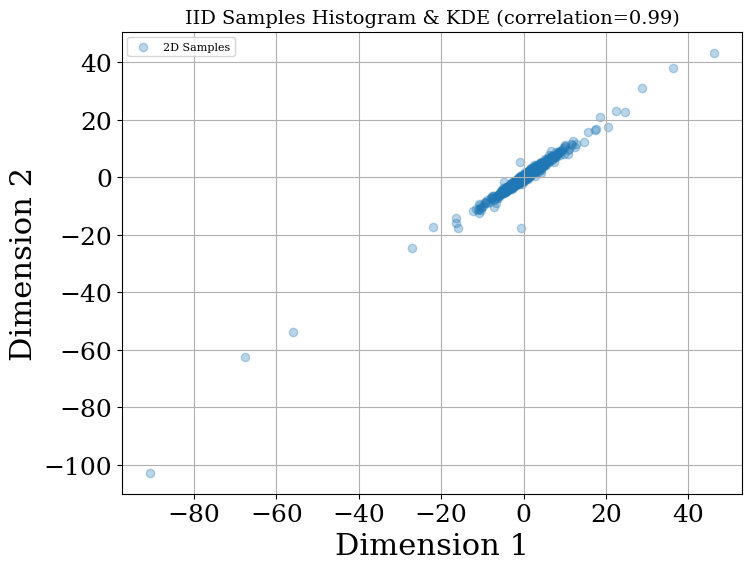 IID Samples Histogram & KDE (correlation=0.99)
2D Samples
40
20
0
−20
−40
−60
−80
−100
Dimension 2
−80 −60 −40 −20 0 20 40
Dimension 1